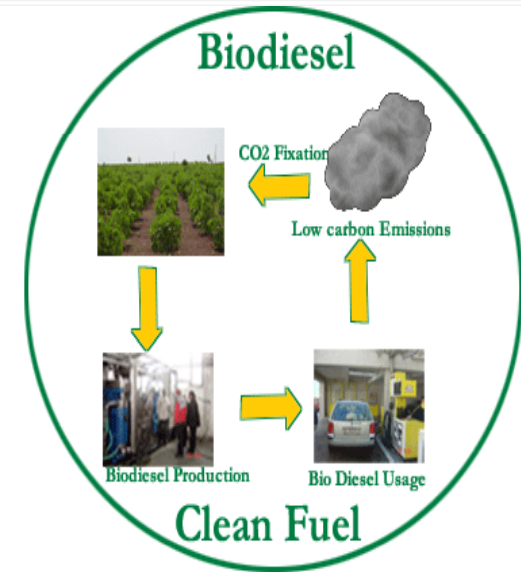 Biodiesel
CO2 Fixation
Low carbon Emissions
Biodiesel Production
Bio Diesel Usage
Clean Fuel